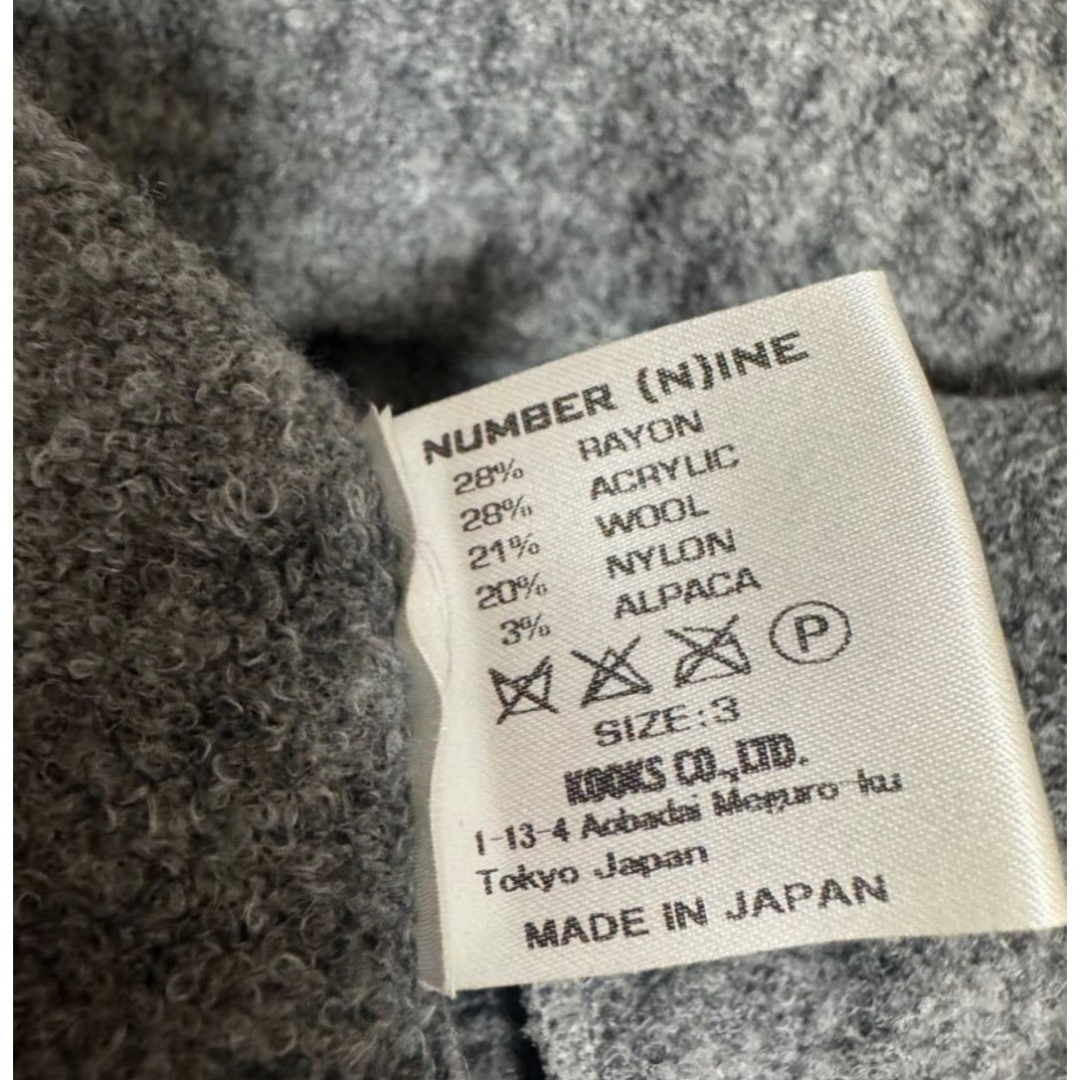 NUMBER (N)INE
28% RAYON
28% ACRYLIC
21% WOOL
20% NYLON
3% ALPACA
P
SIZE:3
KOOKS CO.,LTD.
1-13-4 Aobadai Meguro-ku
Tokyo Japan
MADE IN JAPAN